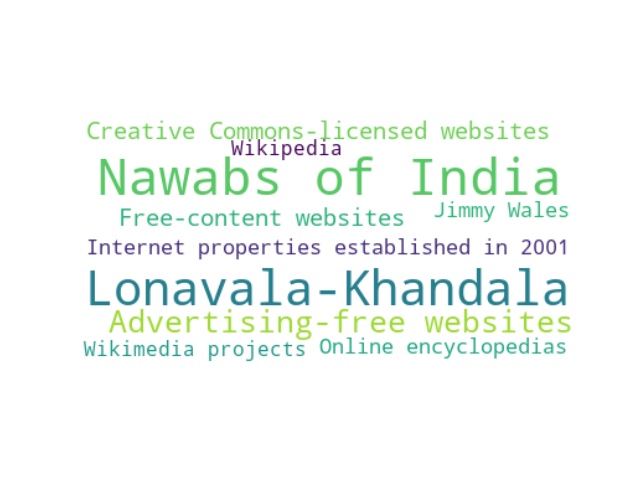 Creative Commons-licensed websites
Wikipedia
Nawabs of India
Free-content websites
Jimmy Wales
Internet properties established in 2001
Lonavala-Khandala
Advertising-free websites
Wikimedia projects
Online encyclopedias